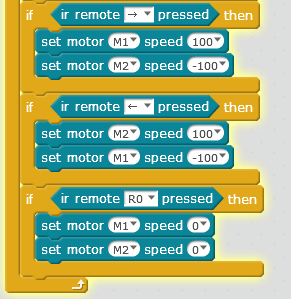 if ir remote → pressed then
set motor M1 speed 100
set motor M2 speed -100
if ir remote ← pressed then
set motor M2 speed 100
set motor M1 speed -100
if ir remote R0 pressed then
set motor M1 speed 0
set motor M2 speed 0